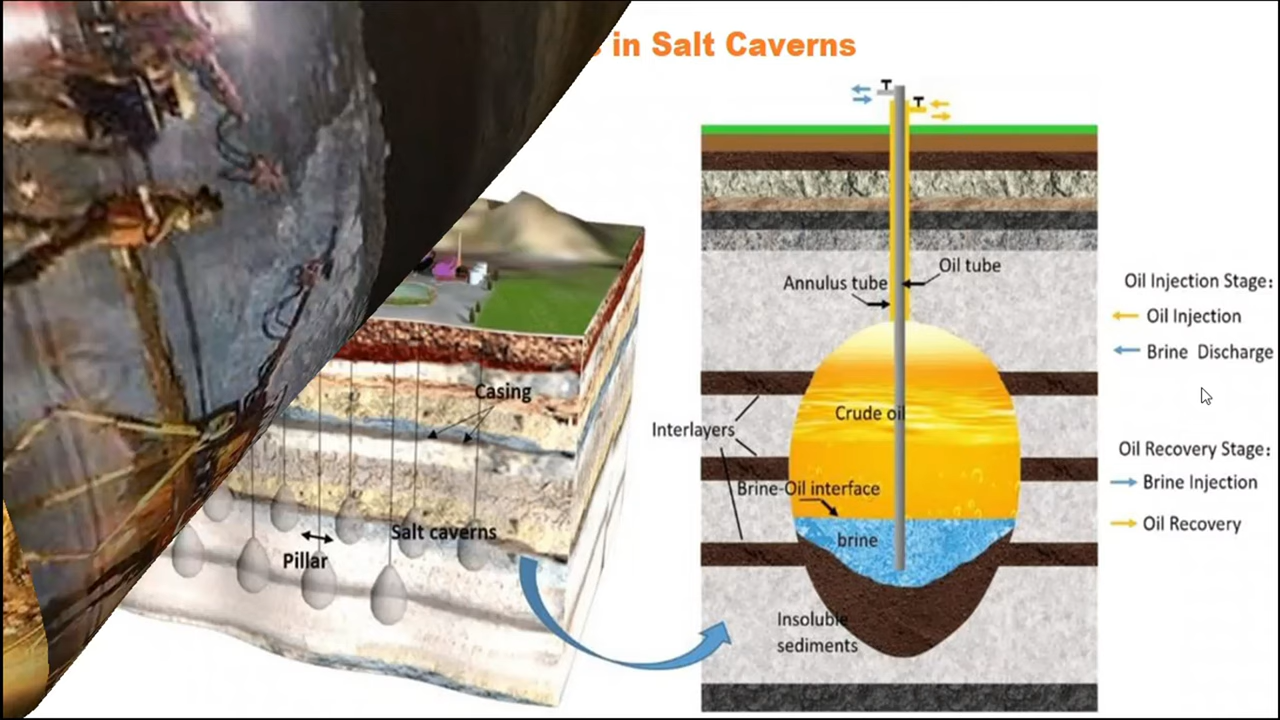 in Salt Caverns
Oil tube
Annulus tube
Oil Injection Stage:
Oil Injection
Brine Discharge
Casing
Crude oil
Interlayers
Oil Recovery Stage:
Brine Injection
Brine-Oil interface
Oil Recovery
Salt caverns
brine
Pillar
Insoluble
sediments